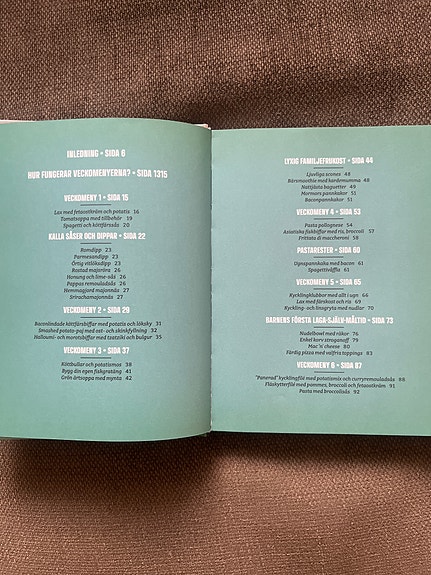 INLEDNING • SIDA 6
HUR FUNGERAR VECKOMENYERNA? • SIDA 1315
VECKOMENY 1 • SIDA 15
Lax med fetaostkräm och potatis 16
Tomatsoppa med tillbehör 19
Spagetti och köttfärssås 20
KALLA SÅSER OCH DIPPAR • SIDA 22
Romdipp 23
Parmesandipp 23
Örtig vitlöksdipp 23
Rostad majorära 26
Honung och lime-sås 26
Pappas remouladsås 26
Hemmagjord majonnäs 27
Srirachamajonnäs 27
VECKOMENY 2 • SIDA 29
Baconlindade köttfärsbiffar med potatis och löksky 31
Smashed potato-paj med ost- och skinkfyllning 32
Halloumi- och morotsbiffar med tzatziki och bulgur 35
VECKOMENY 3 • SIDA 37
Köttbullar och potatismos 38
Bygg din egen fiskgratäng 41
Grön ärtsoppa med mynta 42
LYXIG FAMILJEFRUKOST • SIDA 44
Ljuvliga scones 48
Bärsmoothie med kardemumma 48
Nattjästa baguetter 49
Mormors pannkakor 51
Baconpannkakor 51
VECKOMENY 4 • SIDA 53
Pasta pollognese 54
Asiatiska fiskbiffar med ris, broccoli 57
Frittata di maccheroni 58
PASTARESTER • SIDA 60
Ugnspannkaka med bacon 61
Spagettivåffla 61
VECKOMENY 5 • SIDA 65
Kycklingklubbor med allt i ugn 66
Lax med färskost och ris 69
Kyckling- och lingongryta med nudlar 70
BARNENS FÖRSTA LAGA-SJÄLV-MÅLTID • SIDA 73
Nudelbowl med räkor 76
Enkel korv stroganoff 79
Mac'n' cheese 80
Färdig pizza med valfria toppings 83
VECKOMENY 6 • SIDA 87
"Panerad" kycklingfilé med potatismix och curryremouladsås 88
Fläskytterfilé med pommes, broccoli och fetaostkräm 91
Pasta med broccolisås 92